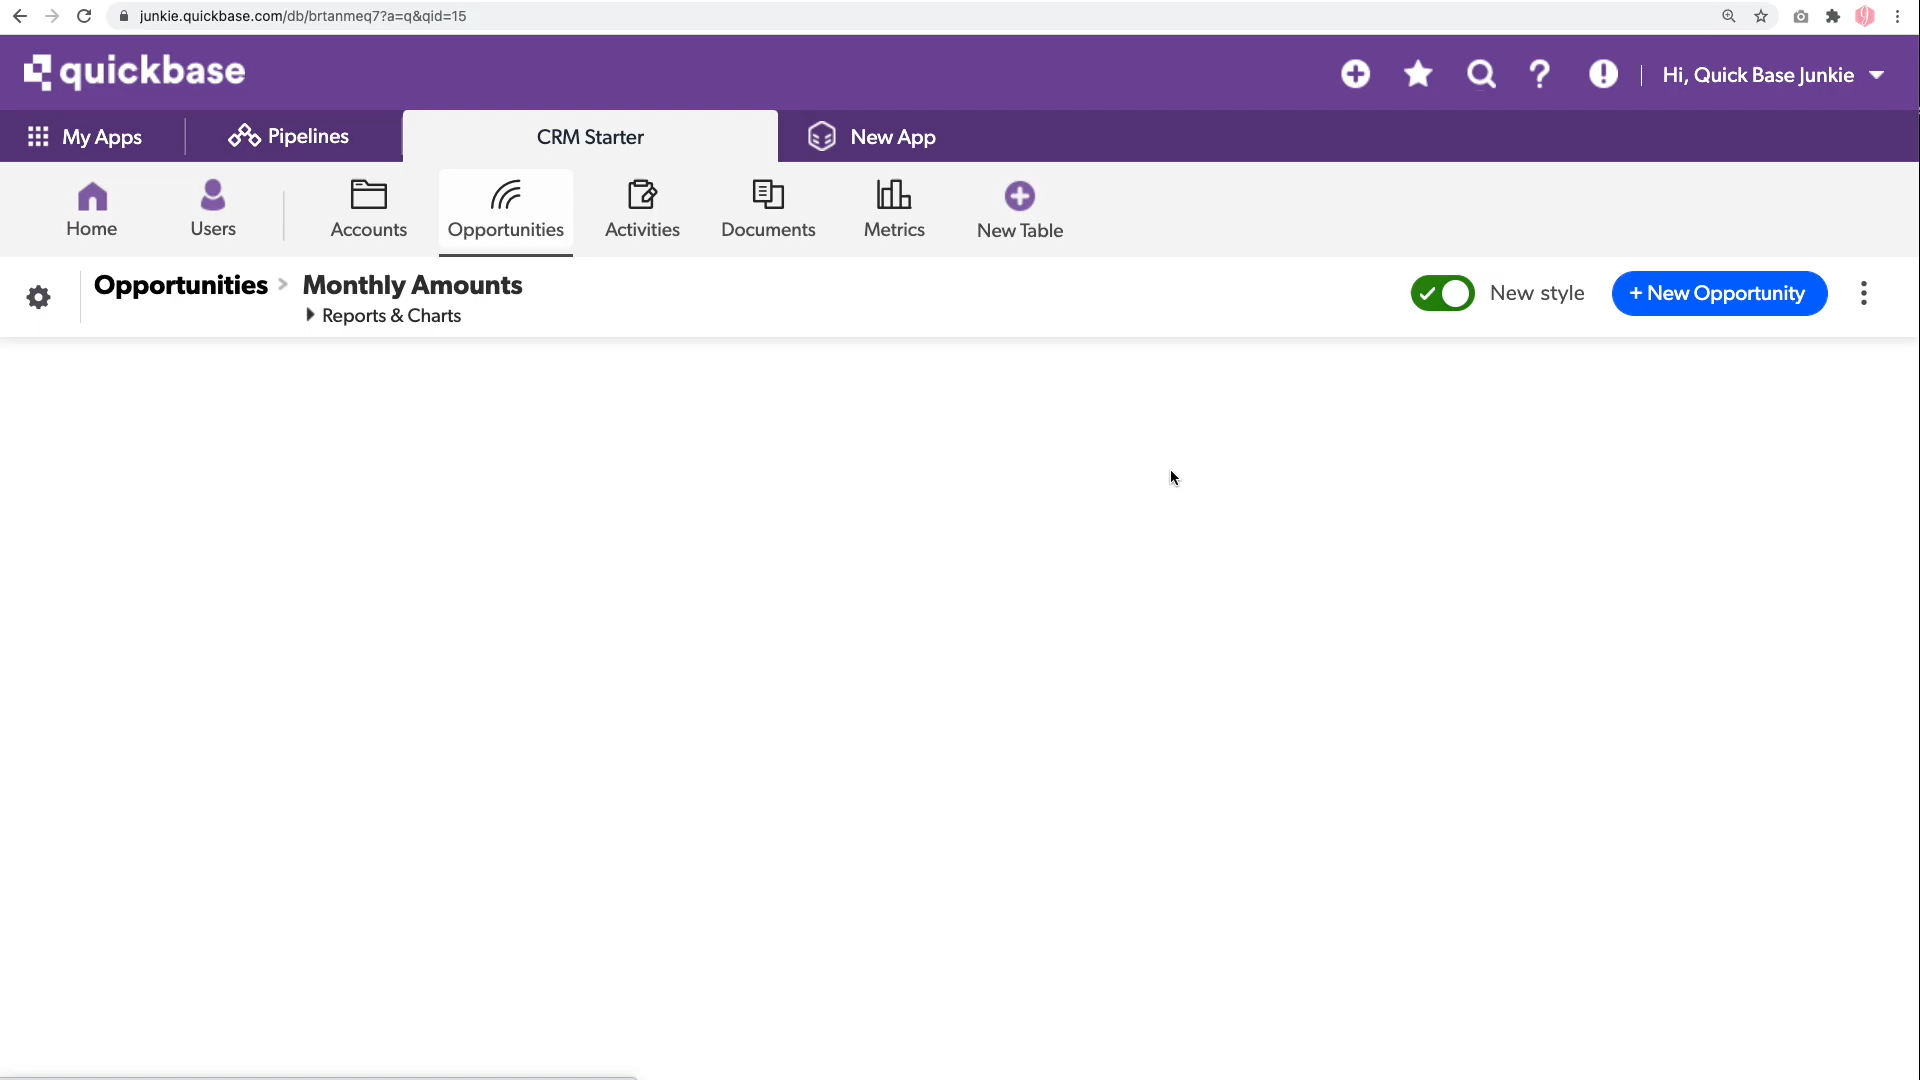 junkie.quickbase.com/db/brtanmeq7?a=q&qid=15
quickbase
Hi, Quick Base Junkie
My Apps
Pipelines
CRM Starter
New App
Home
Users
Accounts
Opportunities
Activities
Documents
Metrics
New Table
Opportunities > Monthly Amounts
Reports & Charts
New style
+ New Opportunity